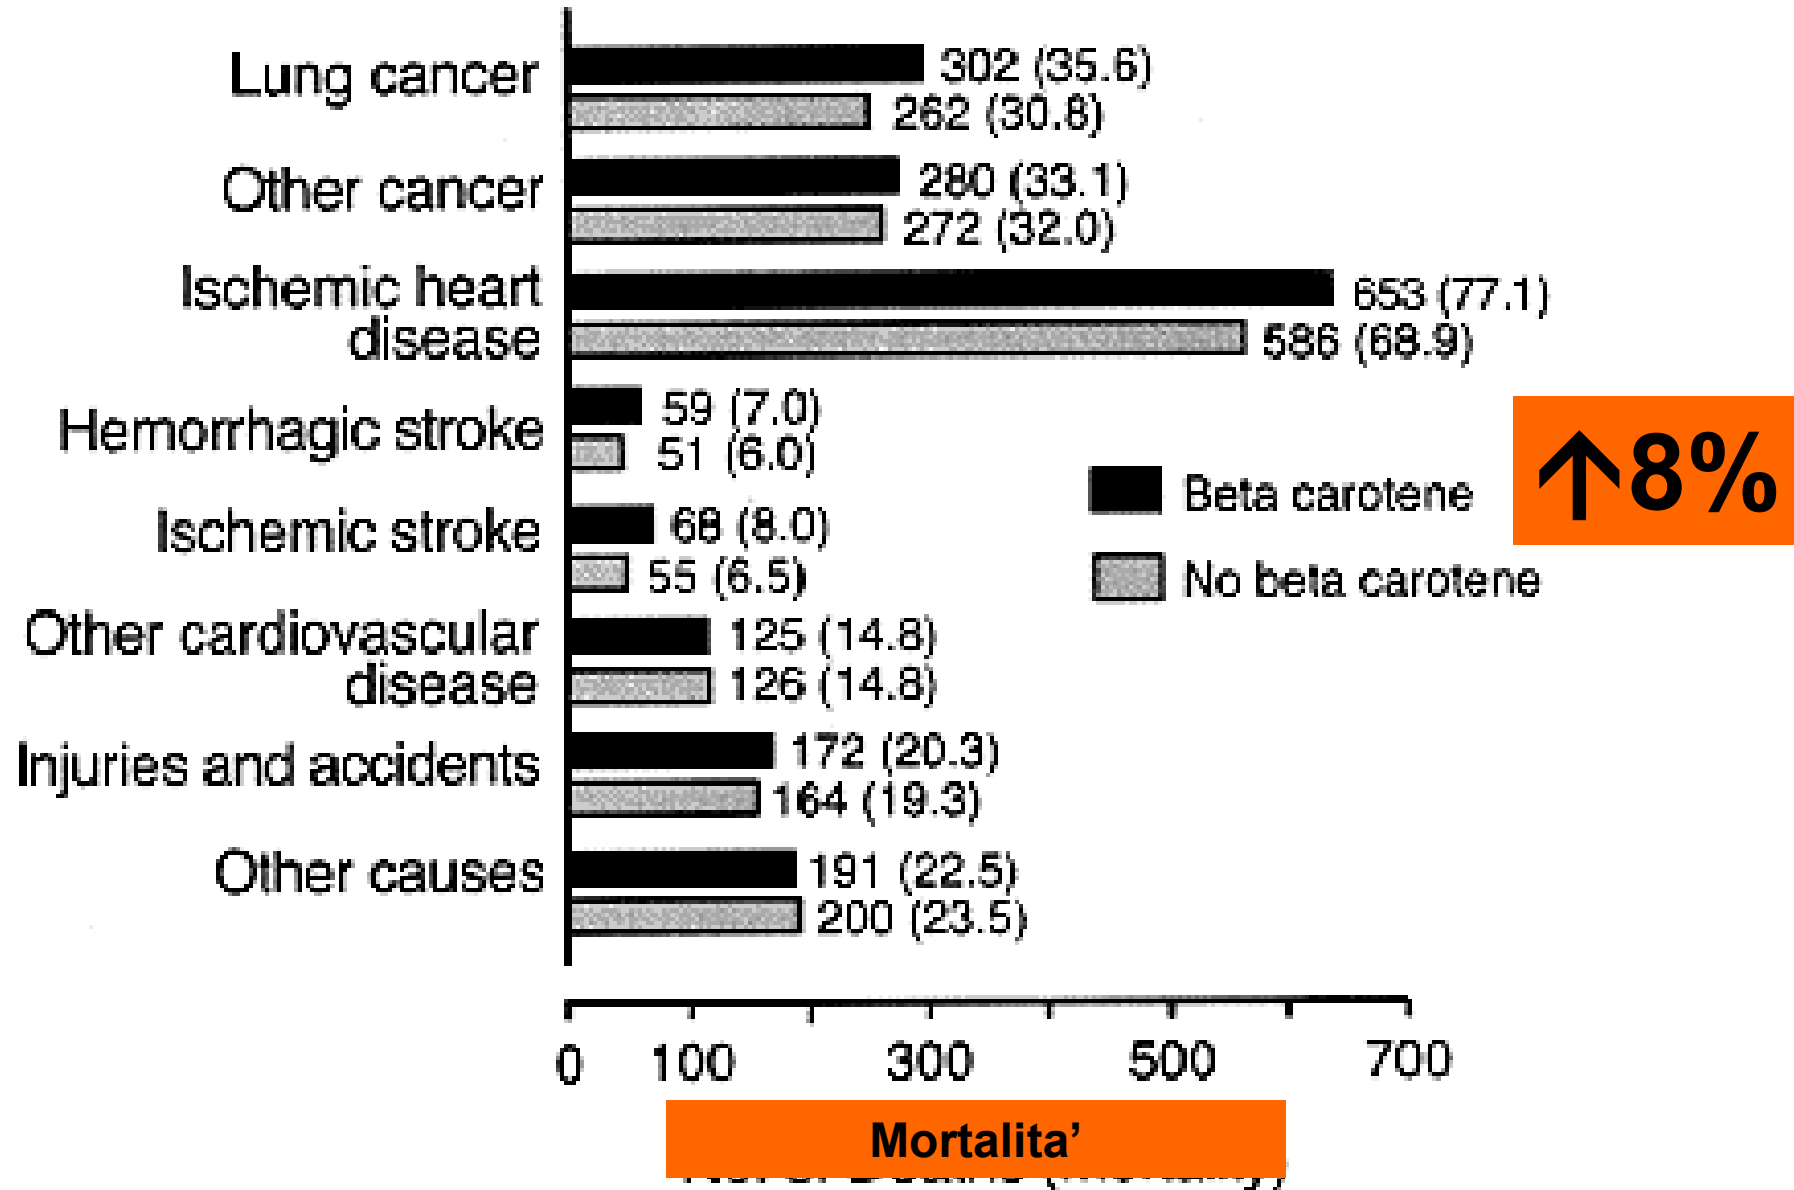 Lung cancer
302 (35.6)
262 (30.8)
Other cancer
280 (33.1)
272 (32.0)
Ischemic heart
disease
653 (77.1)
586 (68.9)
Hemorrhagic stroke
59 (7.0)
51 (6.0)
Ischemic stroke
68 (8.0)
55 (6.5)
Other cardiovascular
disease
125 (14.8)
126 (14.8)
Injuries and accidents
172 (20.3)
164 (19.3)
Other causes
191 (22.5)
200 (23.5)
Beta carotene
No beta carotene
↑8%
0 100 300 500 700
Mortalita’